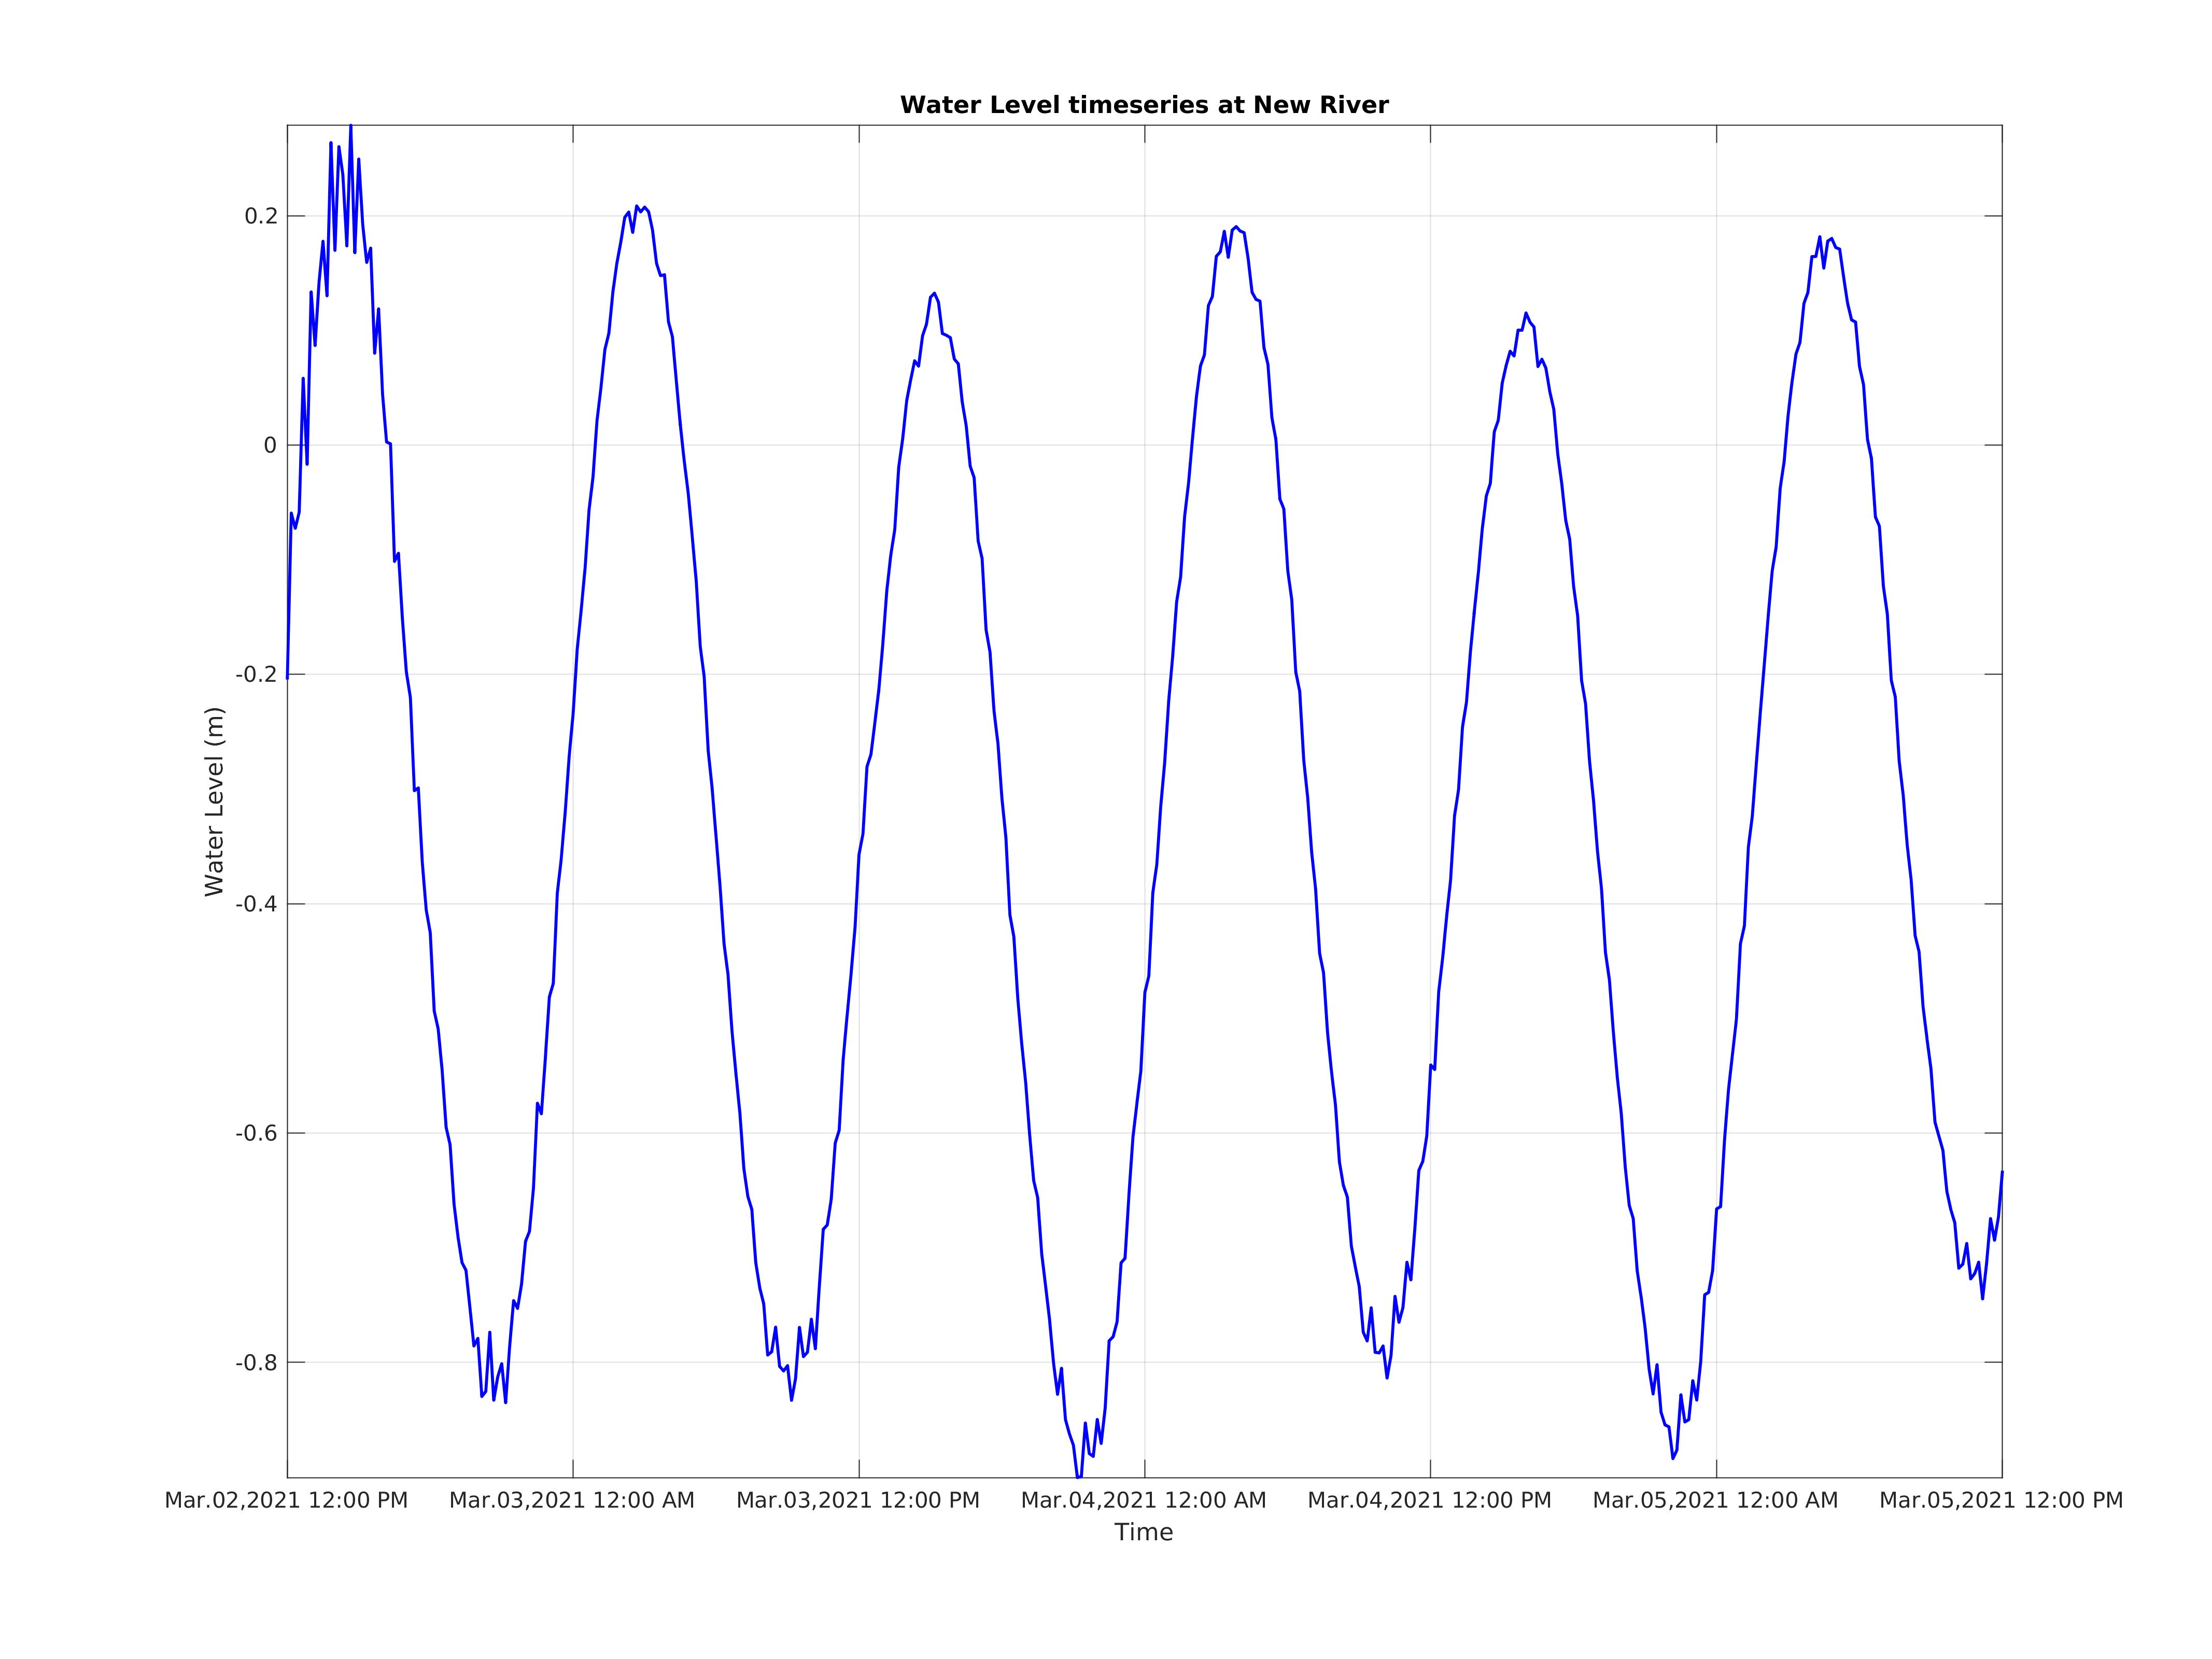 Water Level timeseries at New River
0.2
0
-0.2
-0.4
-0.6
-0.8
Water Level (m)
Mar.02,2021 12:00 PM Mar.03,2021 12:00 AM Mar.03,2021 12:00 PM Mar.04,2021 12:00 AM Mar.04,2021 12:00 PM Mar.05,2021 12:00 AM Mar.05,2021 12:00 PM
Time